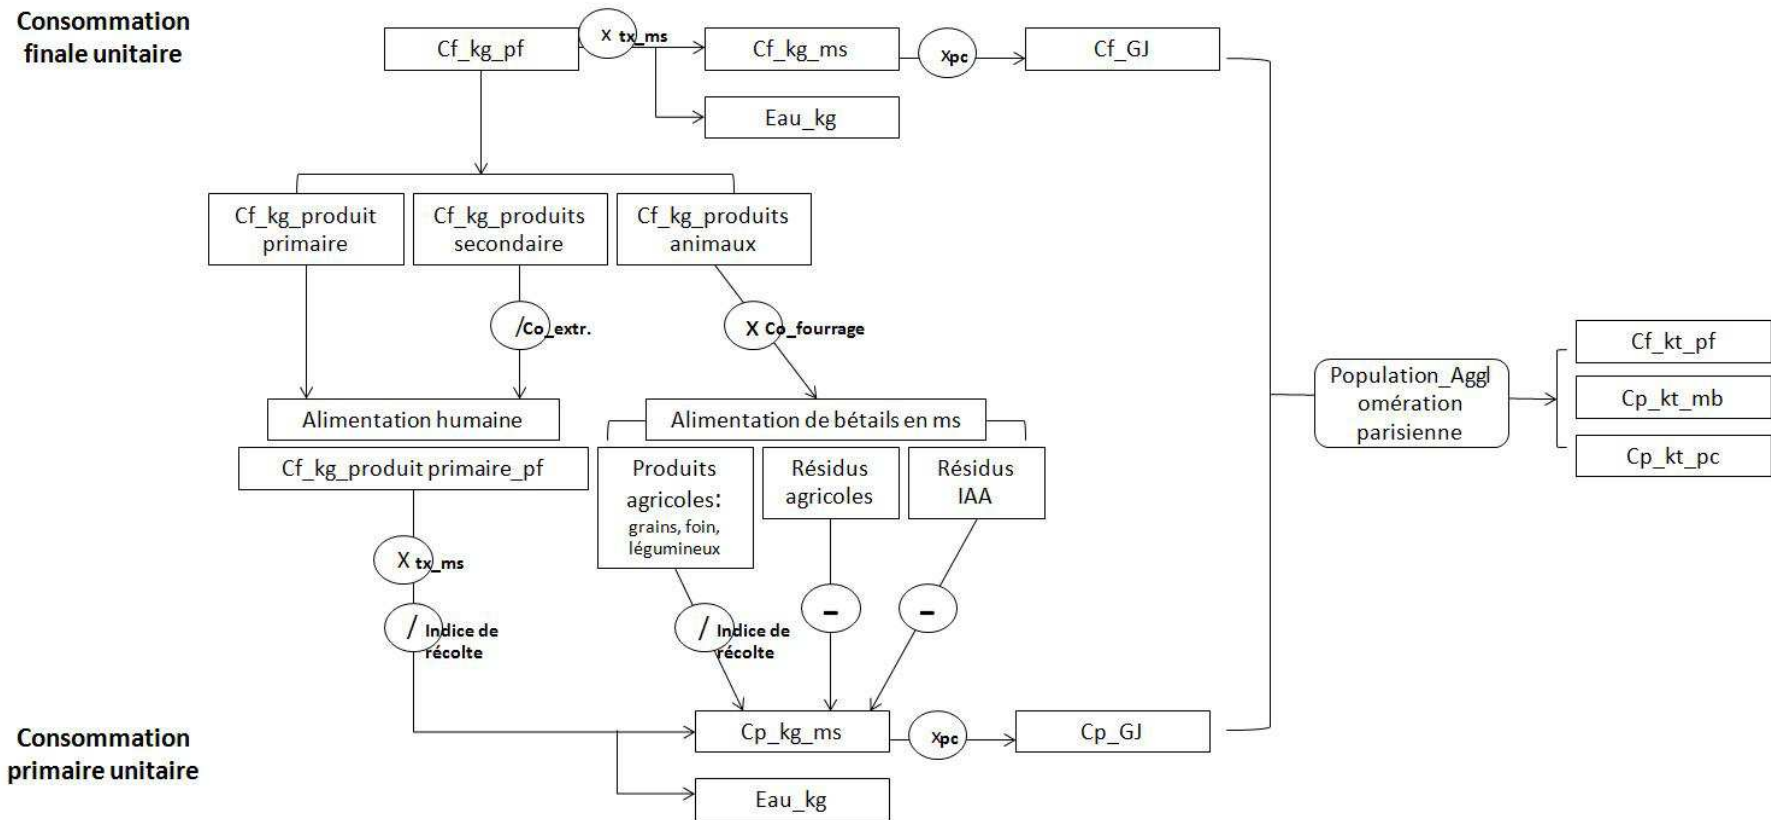 Consommation
finale unitaire
Cf_kg_pf
X tx_ms
Cf_kg_ms
Xpc
Cf_GJ
Eau_kg
Cf_kg_produit
primaire
Cf_kg_produits
secondaire
Cf_kg_produits
animaux
/Co_extr.
X Co_fourrage
Alimentation humaine
Alimentation de bétails en ms
Cf_kg_produit primaire_pf
Produits
agricoles:
grains, foin,
légumineux
Résidus
agricoles
Résidus
IAA
X tx_ms
/ Indice de
récolte
/ Indice de
récolte
–
–
Population_Aggl
omération
parisienne
Cf_kt_pf
Cp_kt_mb
Cp_kt_pc
Consommation
primaire unitaire
Cp_kg_ms
Xpc
Cp_GJ
Eau_kg